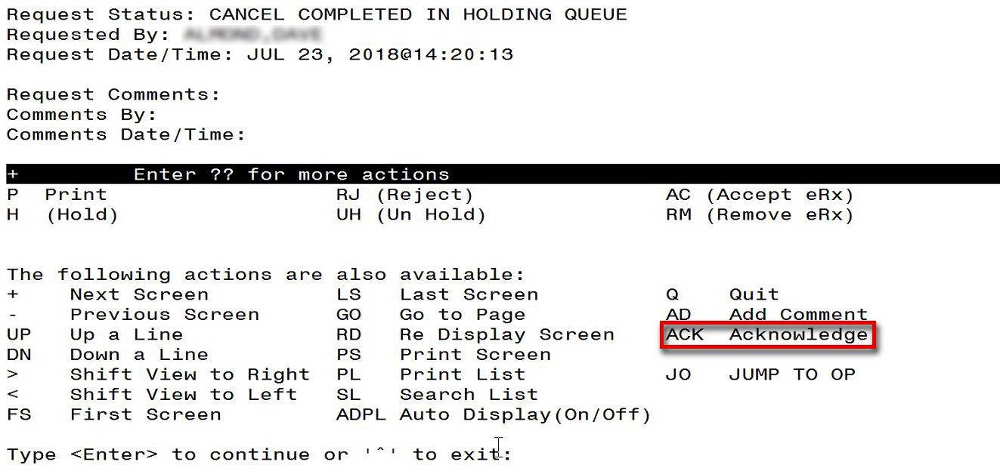 Request Status: CANCEL COMPLETED IN HOLDING QUEUE
Requested By:
Request Date/Time: JUL 23, 2018@14:20:13
Request Comments:
Comments By:
Comments Date/Time:
+ Enter ?? for more actions
P Print RJ (Reject) AC (Accept eRx)
H (Hold) UH (Un Hold) RM (Remove eRx)
The following actions are also available:
+ Next Screen LS Last Screen Q Quit
- Previous Screen GO Go to Page AD Add Comment
UP Up a Line RD Re Display Screen ACK Acknowledge
DN Down a Line PS Print Screen
> Shift View to Right PL Print List JO JUMP TO OP
< Shift View to Left SL Search List
FS First Screen ADPL Auto Display(On/Off)
Type <Enter> to continue or '^' to exit: